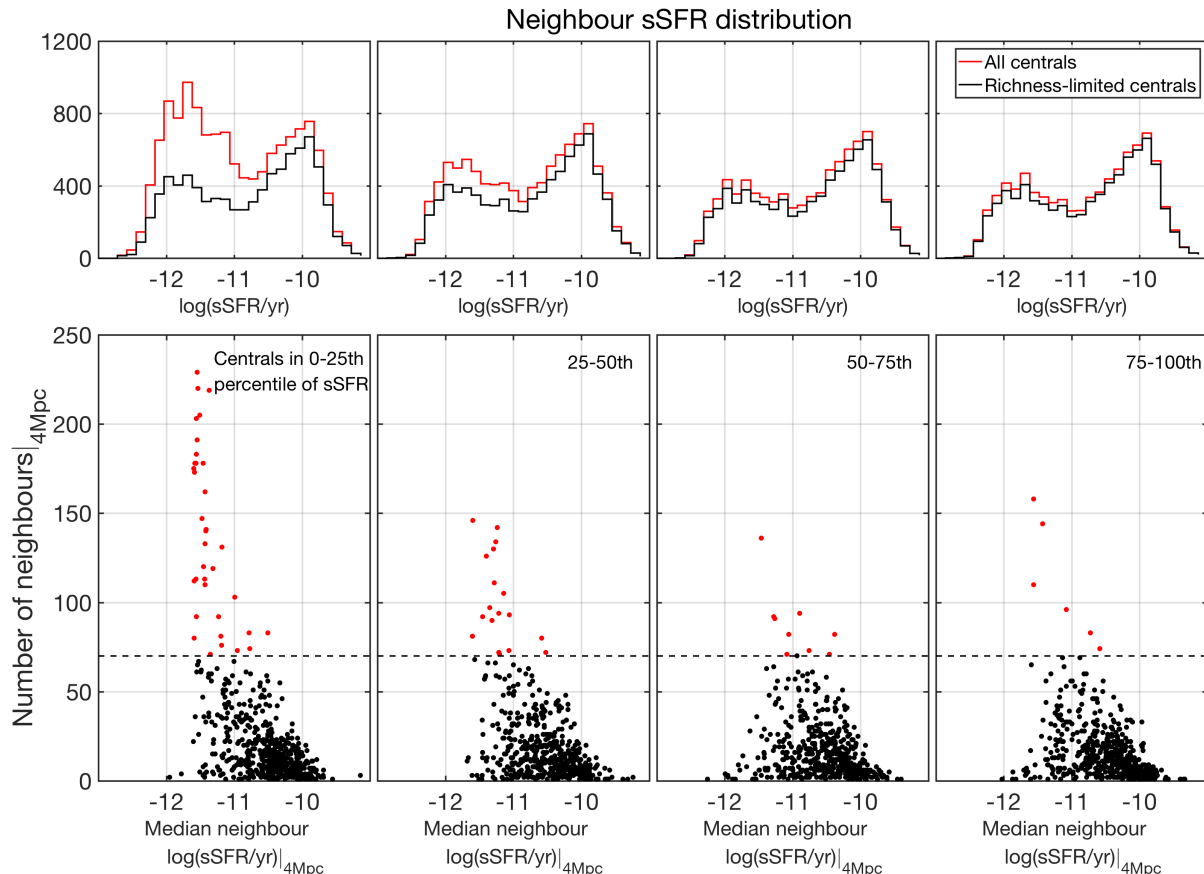 Neighbour sSFR distribution
1200
800
400
0
All centrals
Richness-limited centrals
-12 -11 -10
-12 -11 -10
-12 -11 -10
-12 -11 -10
log(sSFR/yr)
log(sSFR/yr)
log(sSFR/yr)
log(sSFR/yr)
Number of neighbours|4Mpc
250
200
150
100
50
0
Centrals in 0-25th
percentile of sSFR
25-50th
50-75th
75-100th
-12 -11 -10
-12 -11 -10
-12 -11 -10
-12 -11 -10
Median neighbour
log(sSFR/yr)|4Mpc
Median neighbour
log(sSFR/yr)|4Mpc
Median neighbour
log(sSFR/yr)|4Mpc
Median neighbour
log(sSFR/yr)|4Mpc